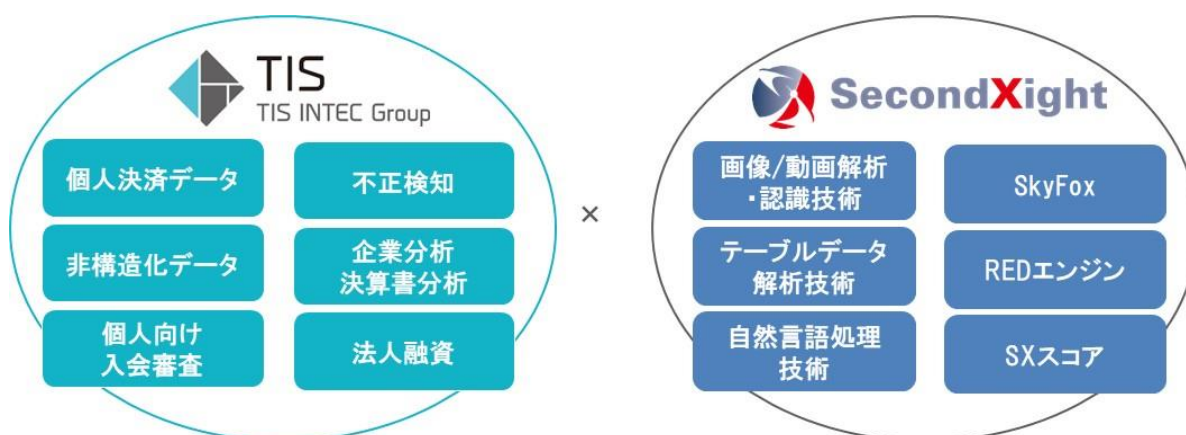 TIS
TIS INTEC Group
個人決済データ
不正検知
非構造化データ
企業分析
決算書分析
個人向け
入会審査
法人融資
×
SecondXight
画像/動画解析
・認識技術
SkyFox
テーブルデータ
解析技術
REDエンジン
自然言語処理
技術
SXスコア